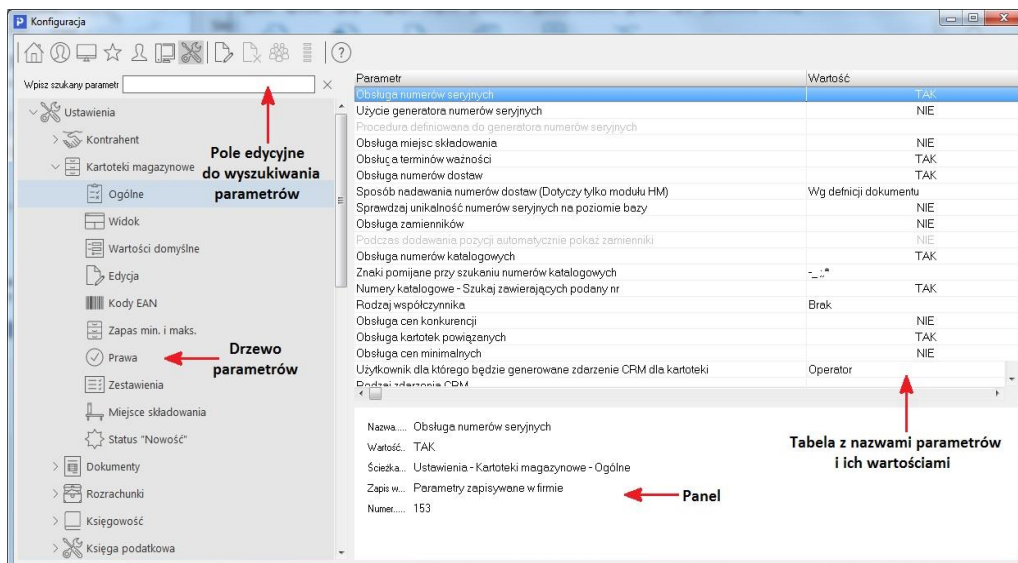 Konfiguracja
Wpisz szukany parametr
Ustawienia
Kontrahent
Kartoteki magazynowe
Ogólne
Widok
Wartości domyślne
Edycja
Kody EAN
Zapas min. i maks.
Prawa
Zestawienia
Miejsce składowania
Status "Nowość"
Dokumenty
Rozrachunki
Księgowość
Księga podatkowa
Pole edycyjne
do wyszukiwania
parametrów
Drzewo
parametrów
Parametr Wartość
Obsługa numerów seryjnych TAK
Użycie generatora numerów seryjnych NIE
Procedura definiowana do generatora numerów seryjnych
Obsługa miejsc składowania NIE
Obsługa terminów ważności TAK
Obsługa numerów dostaw TAK
Sposób nadawania numerów dostaw (Dotyczy tylko modułu HM) Wg definicji dokumentu
Sprawdzaj unikalność numerów seryjnych na poziomie bazy NIE
Obsługa zamienników NIE
Podczas dodawania pozycji automatycznie pokaż zamienniki NIE
Obsługa numerów katalogowych TAK
Znaki pomijane przy szukaniu numerów katalogowych -_ ;:*
Numery katalogowe - Szukaj zawierających podany nr TAK
Rodzaj współczynnika Brak
Obsługa cen konkurencji NIE
Obsługa kartotek powiązanych TAK
Obsługa cen minimalnych NIE
Użytkownik dla którego będzie generowane zdarzenie CRM dla kartoteki Operator
Rodzaj zdarzenia CRM
Nazwa..... Obsługa numerów seryjnych
Wartość.. TAK
Ścieżka... Ustawienia - Kartoteki magazynowe - Ogólne
Zapis w... Parametry zapisywane w firmie
Numer..... 153
Tabela z nazwami parametrów
i ich wartościami
Panel